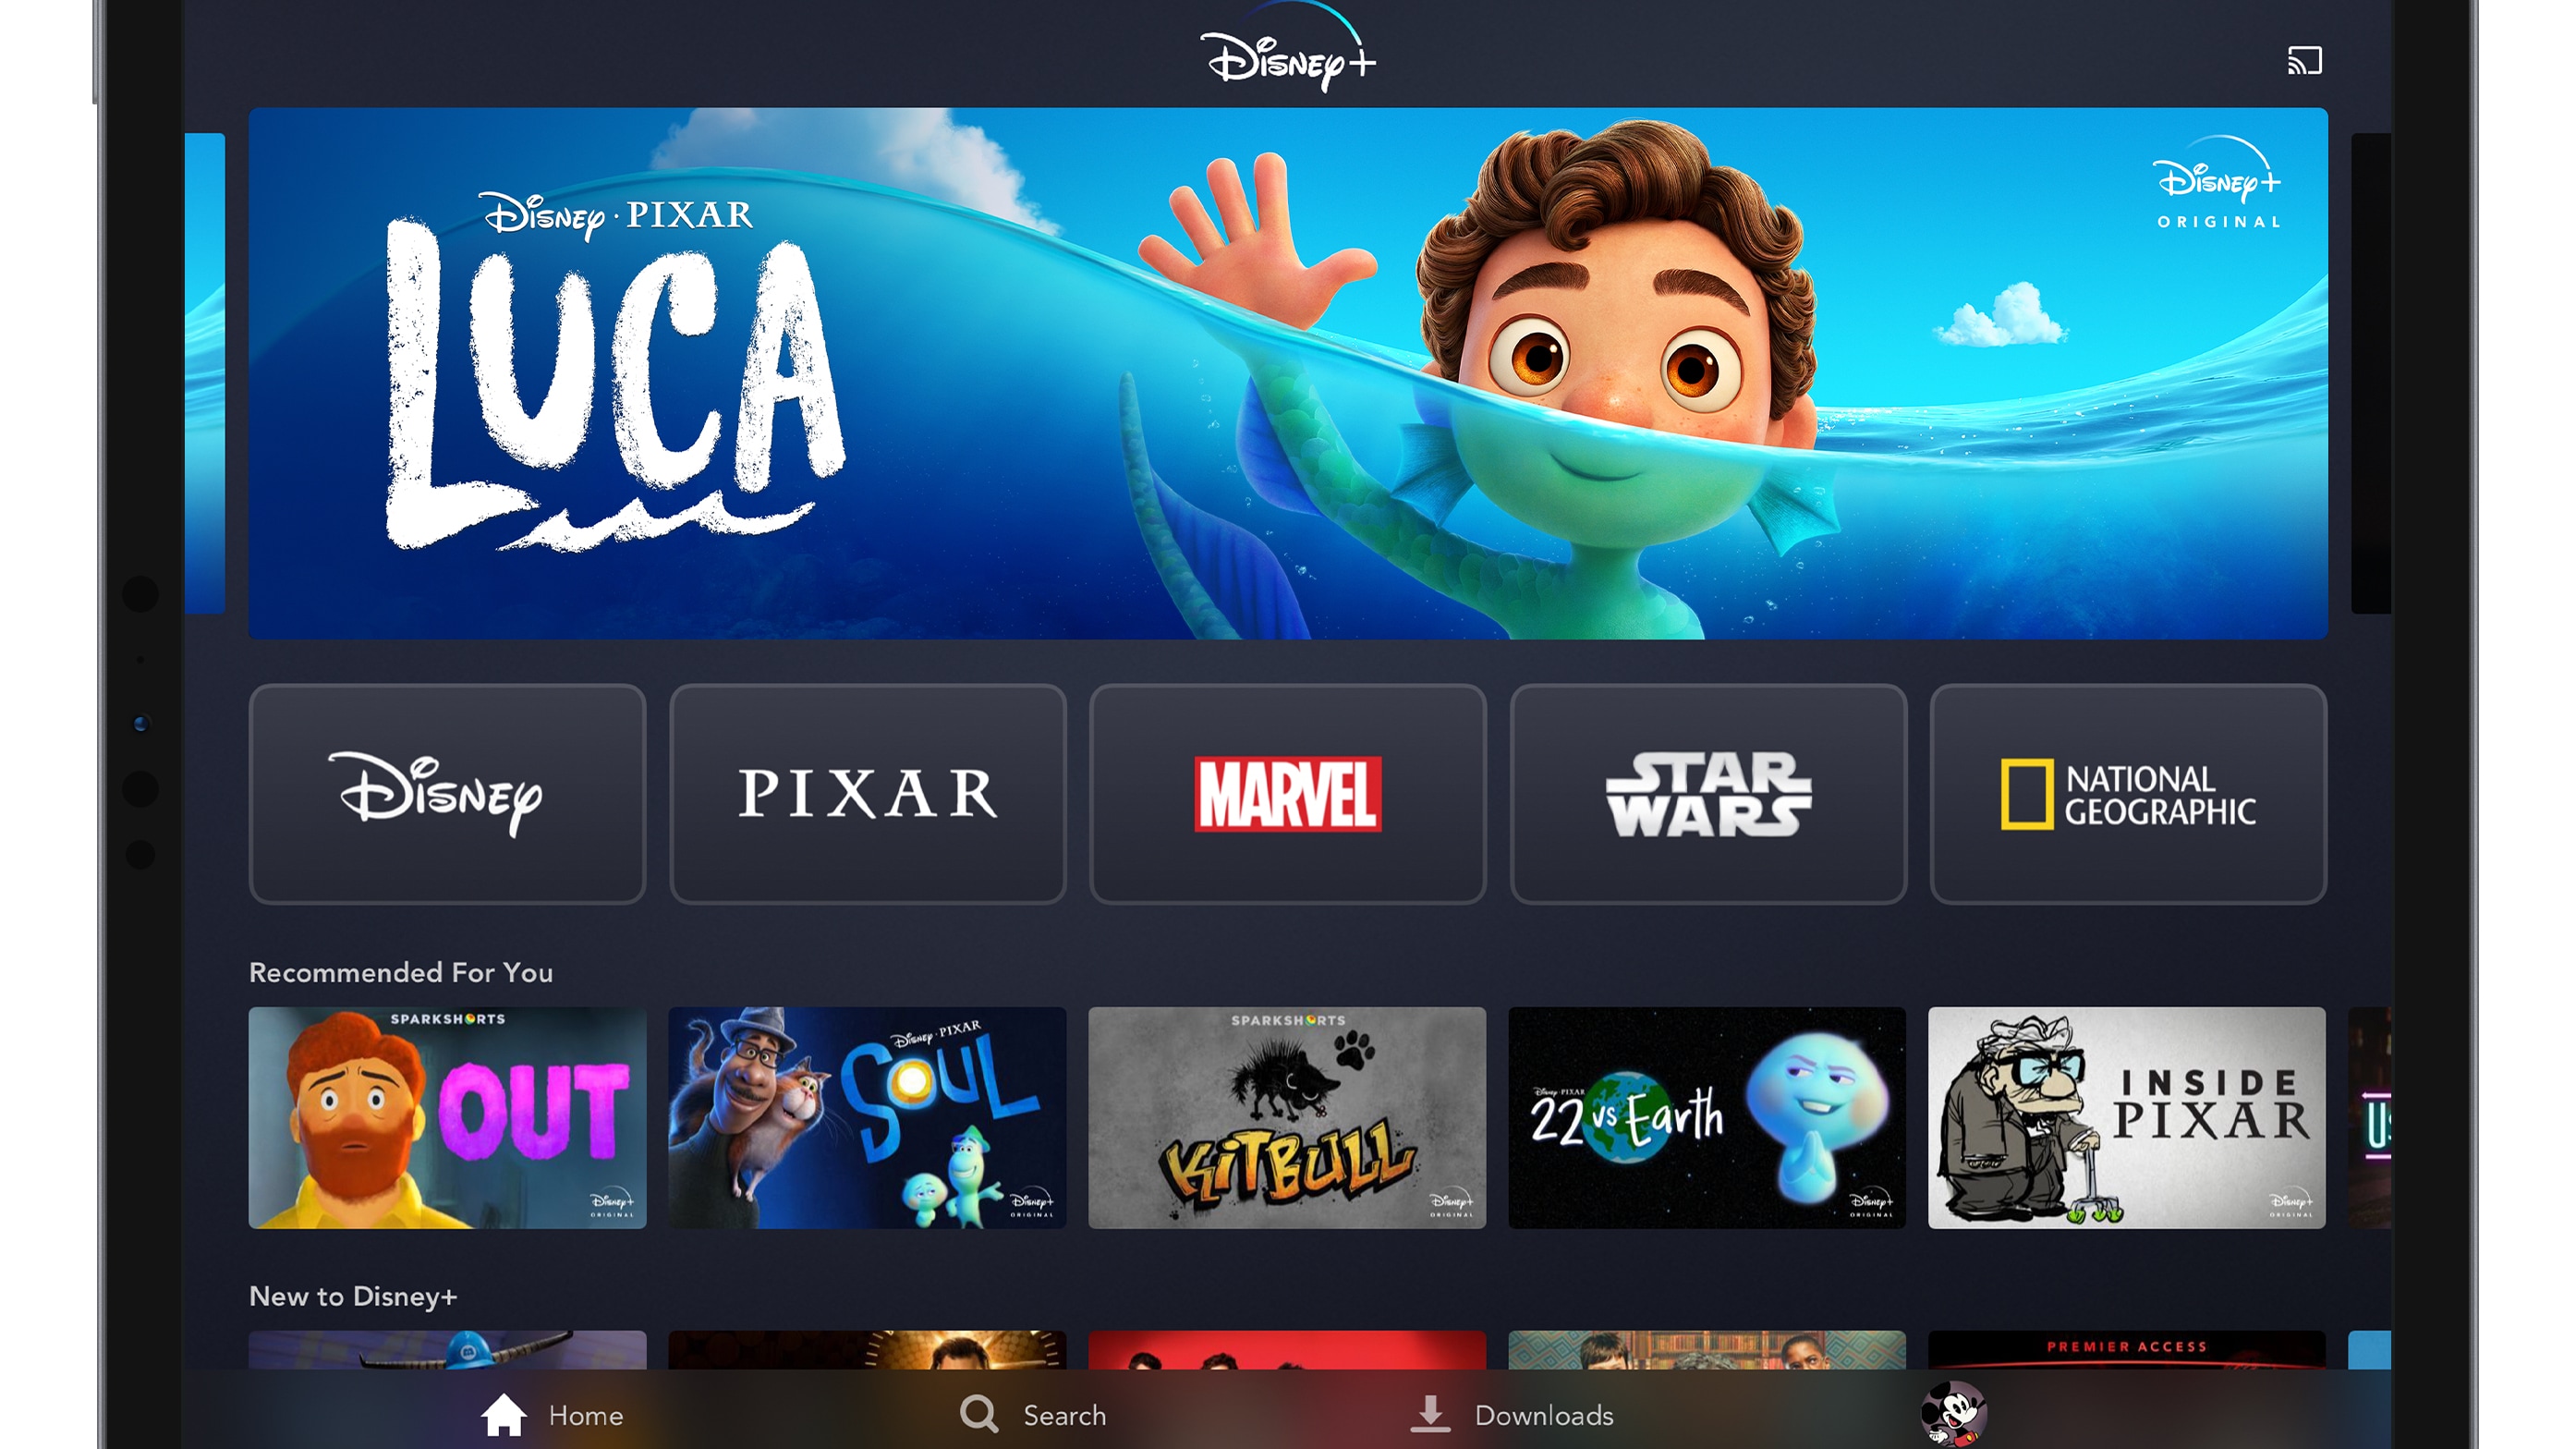 Disney+
Disney · PIXAR
LUCA
Disney+
ORIGINAL
Disney
PIXAR
MARVEL
STAR
WARS
NATIONAL
GEOGRAPHIC
Recommended For You
SPARKSHORTS
OUT
Disney+
ORIGINAL
Disney · PIXAR
SOUL
Disney+
ORIGINAL
SPARKSHORTS
KITBULL
Disney+
ORIGINAL
Disney · PIXAR
22 vs Earth
Disney+
ORIGINAL
INSIDE
PIXAR
Disney+
ORIGINAL
New to Disney+
PREMIER ACCESS
Home
Search
Downloads